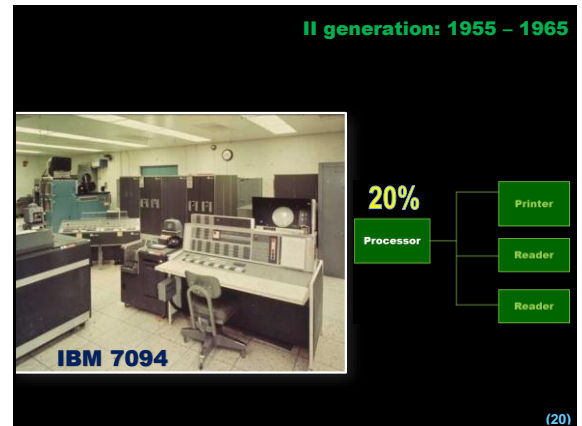 II generation: 1955 – 1965
20%
Processor
Printer
Reader
Reader
IBM 7094
(20)